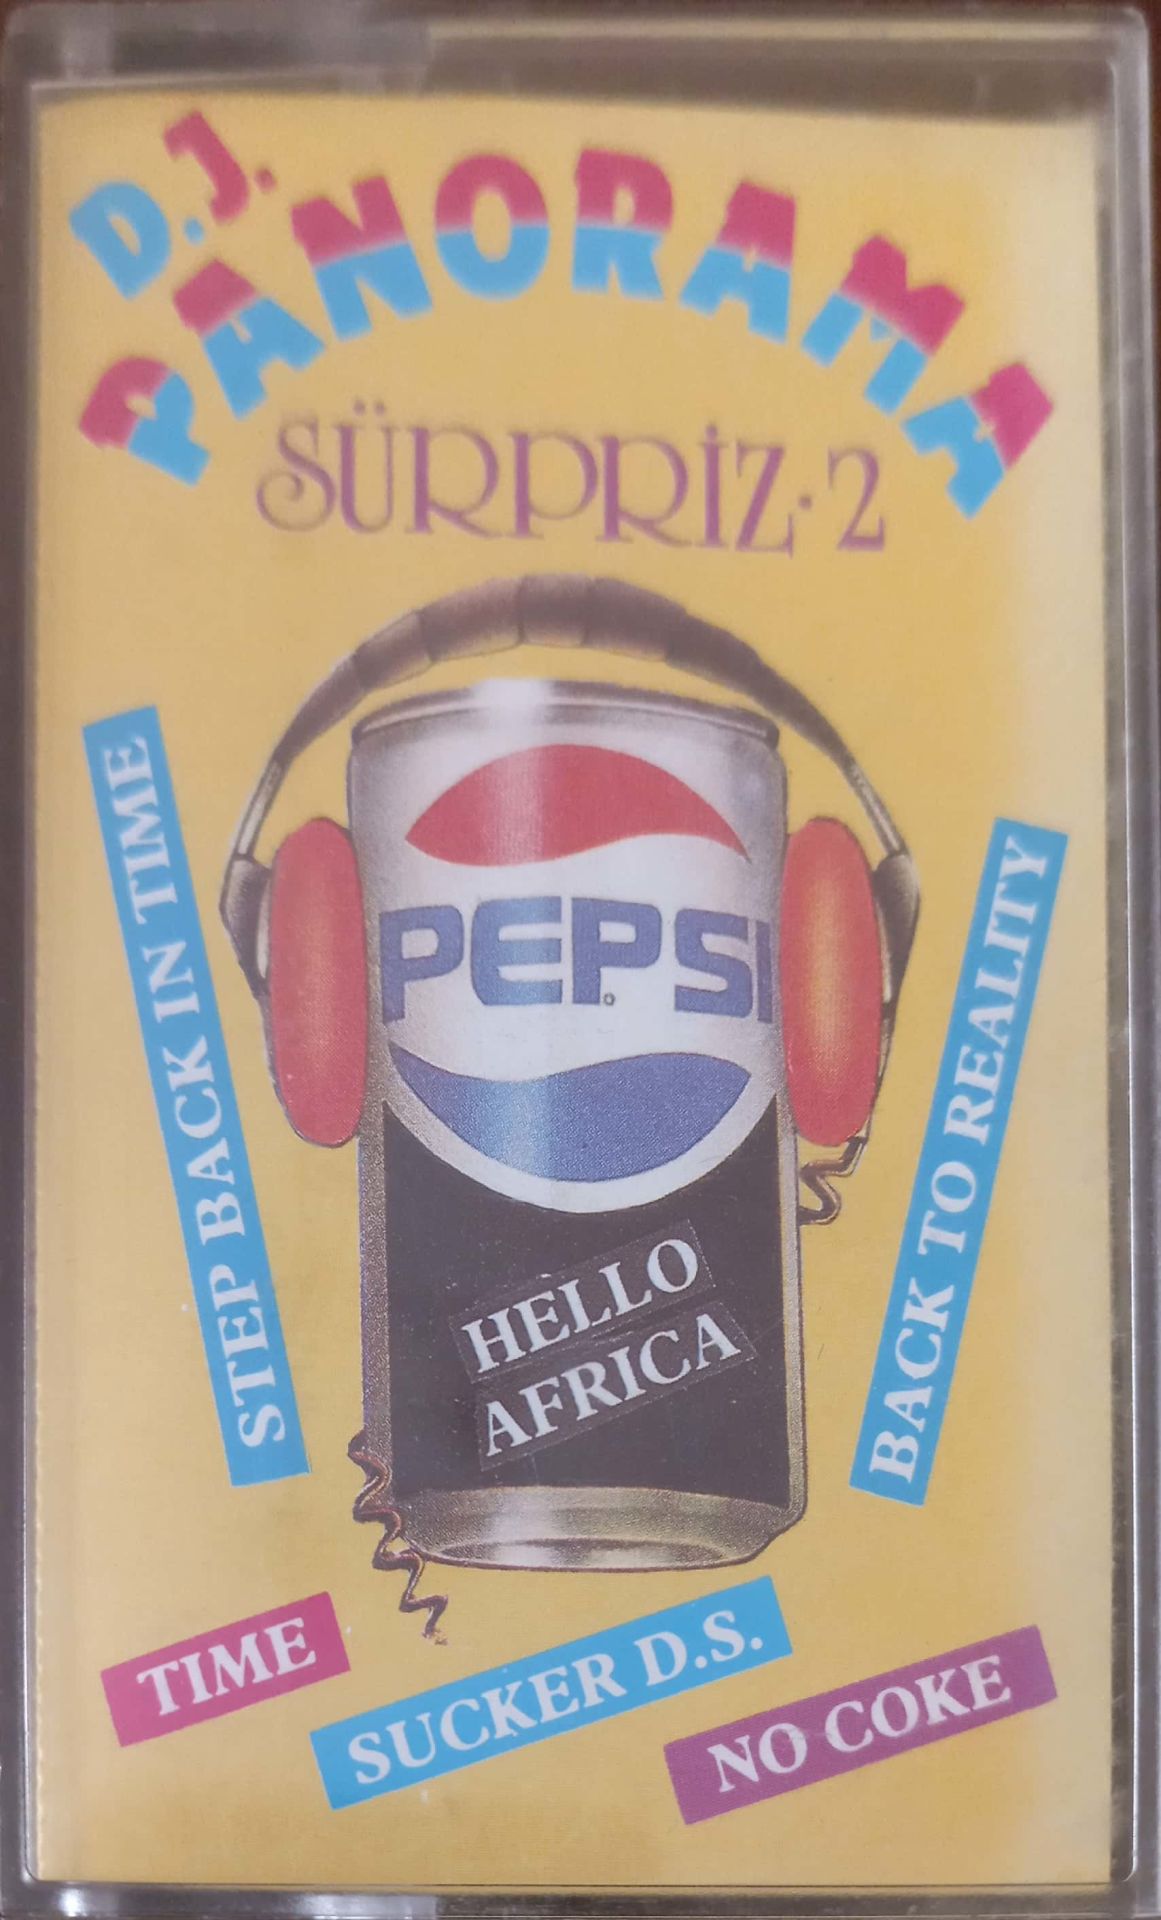 D.J.
PANORAMA
SÜRPRİZ·2
STEP BACK IN TIME
PEPSI
BACK TO REALITY
HELLO
AFRICA
TIME
SUCKER D.S.
NO COKE